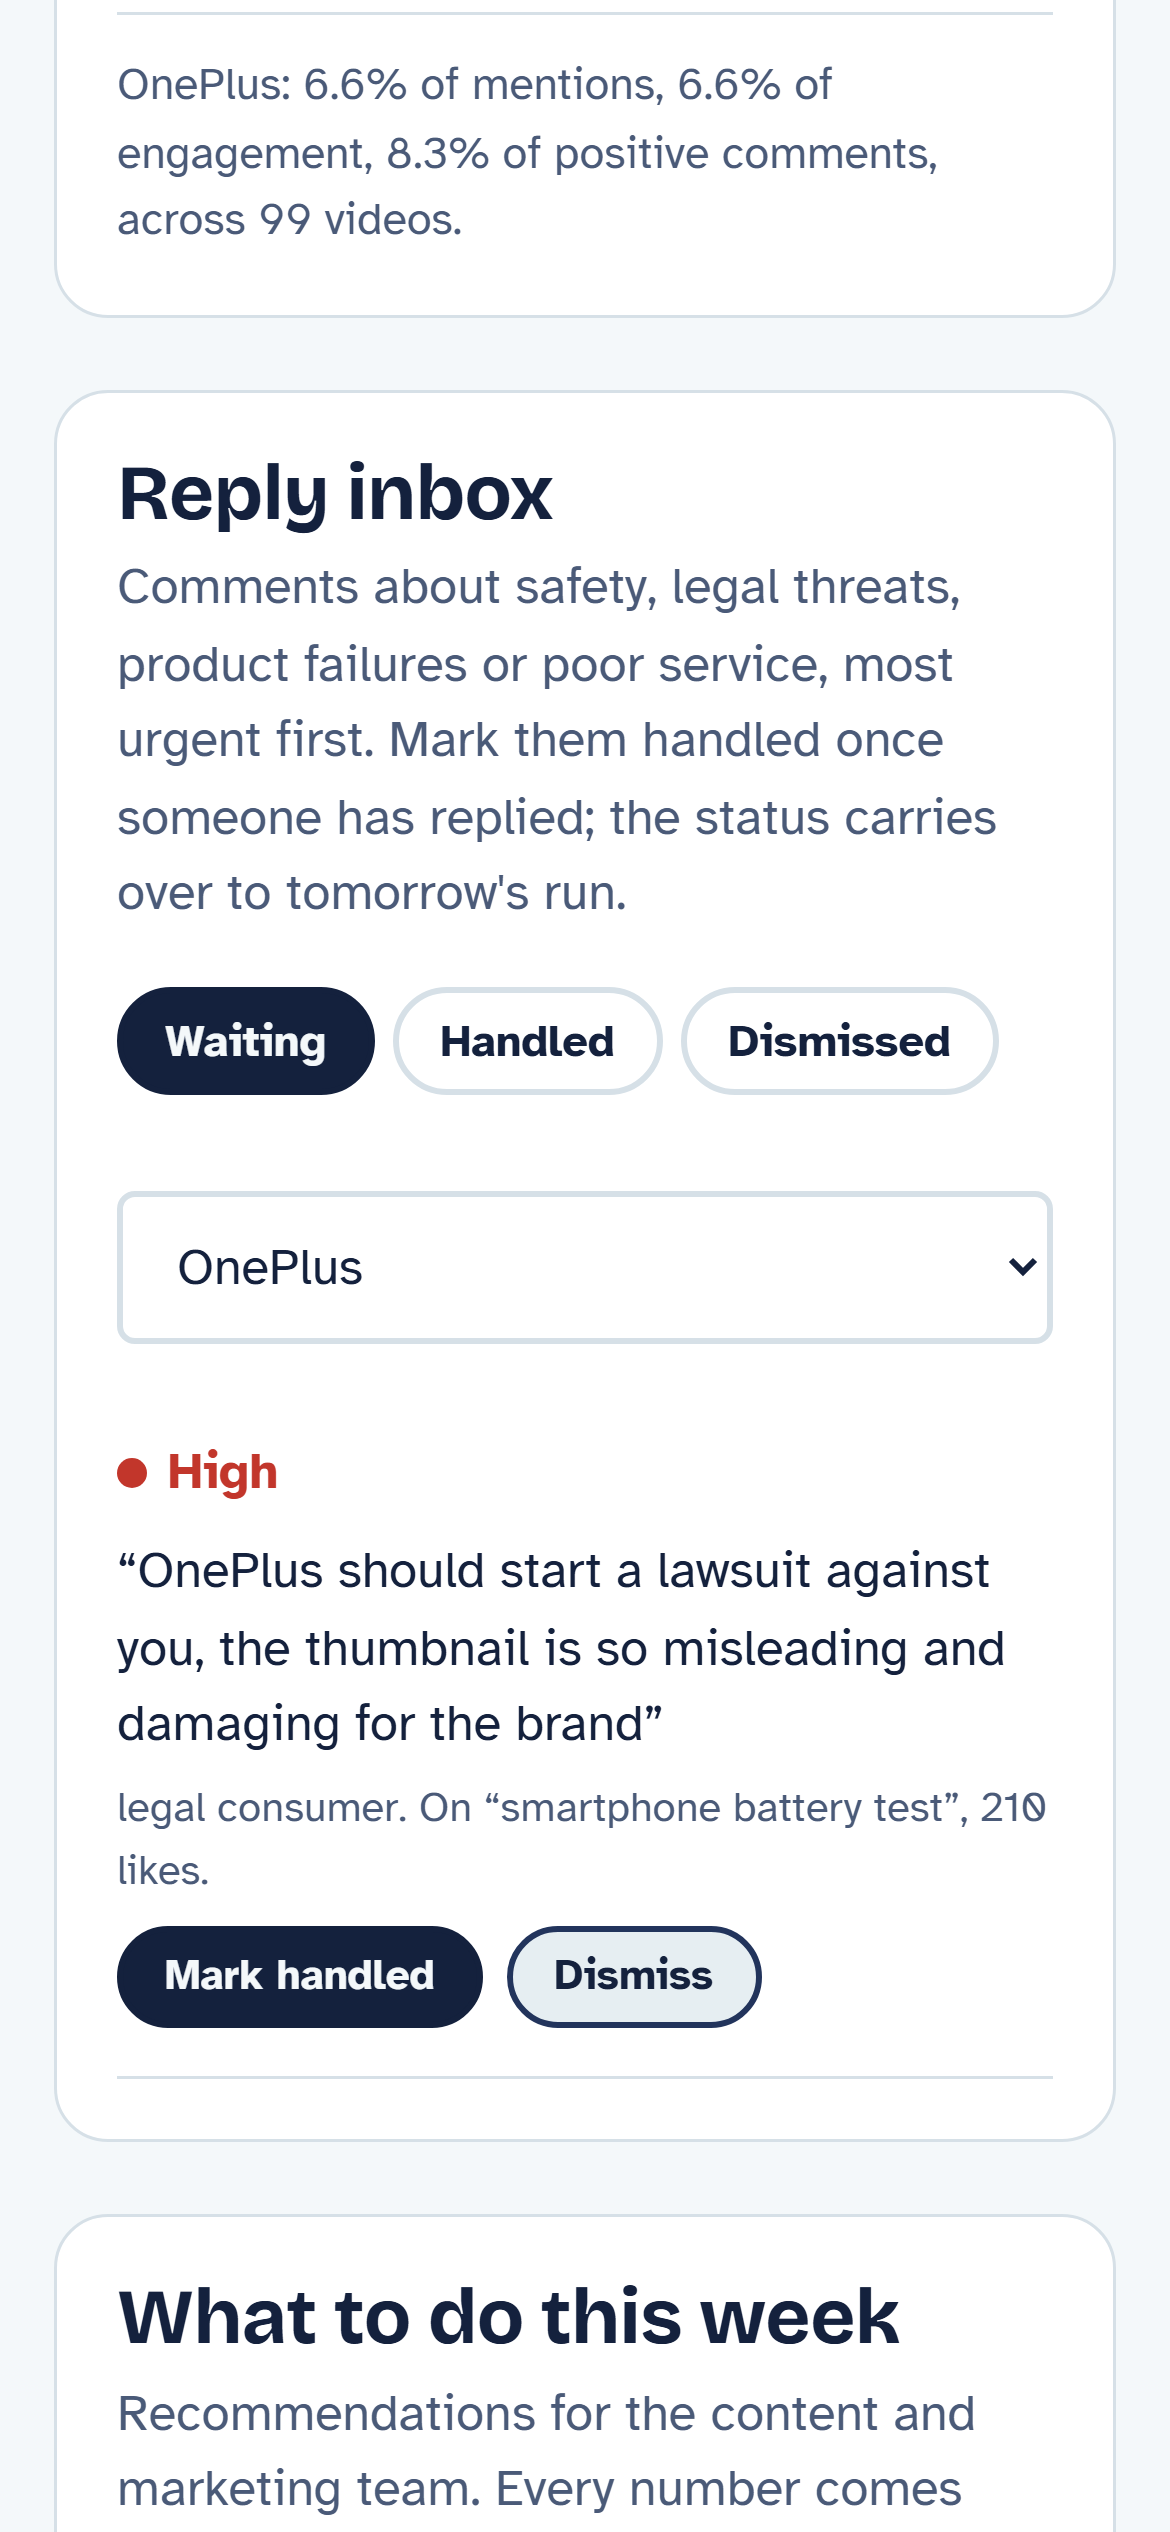 OnePlus: 6.6% of mentions, 6.6% of
engagement, 8.3% of positive comments,
across 99 videos.
Reply inbox
Comments about safety, legal threats,
product failures or poor service, most
urgent first. Mark them handled once
someone has replied; the status carries
over to tomorrow's run.
Waiting Handled Dismissed
OnePlus
High
“OnePlus should start a lawsuit against
you, the thumbnail is so misleading and
damaging for the brand”
legal consumer. On “smartphone battery test”, 210
likes.
Mark handled Dismiss
What to do this week
Recommendations for the content and
marketing team. Every number comes